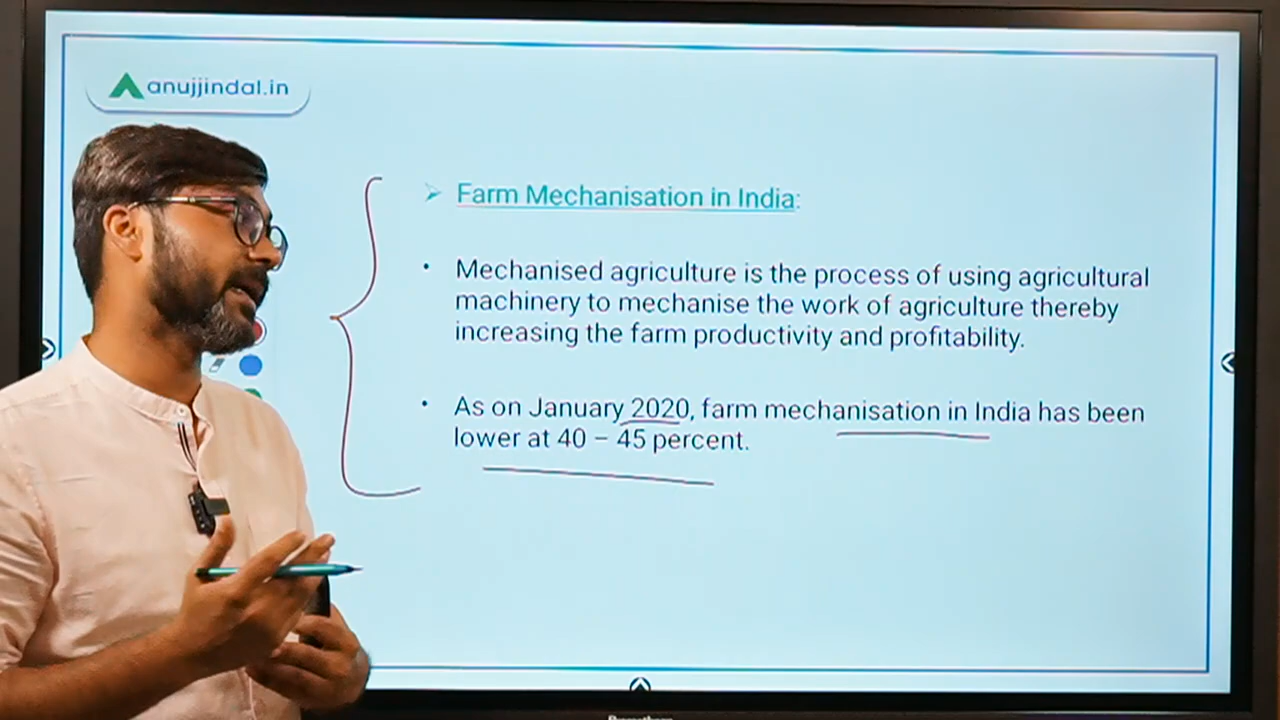 anujjindal.in
Farm Mechanisation in India:
Mechanised agriculture is the process of using agricultural
machinery to mechanise the work of agriculture thereby
increasing the farm productivity and profitability.
As on January 2020, farm mechanisation in India has been
lower at 40 – 45 percent.